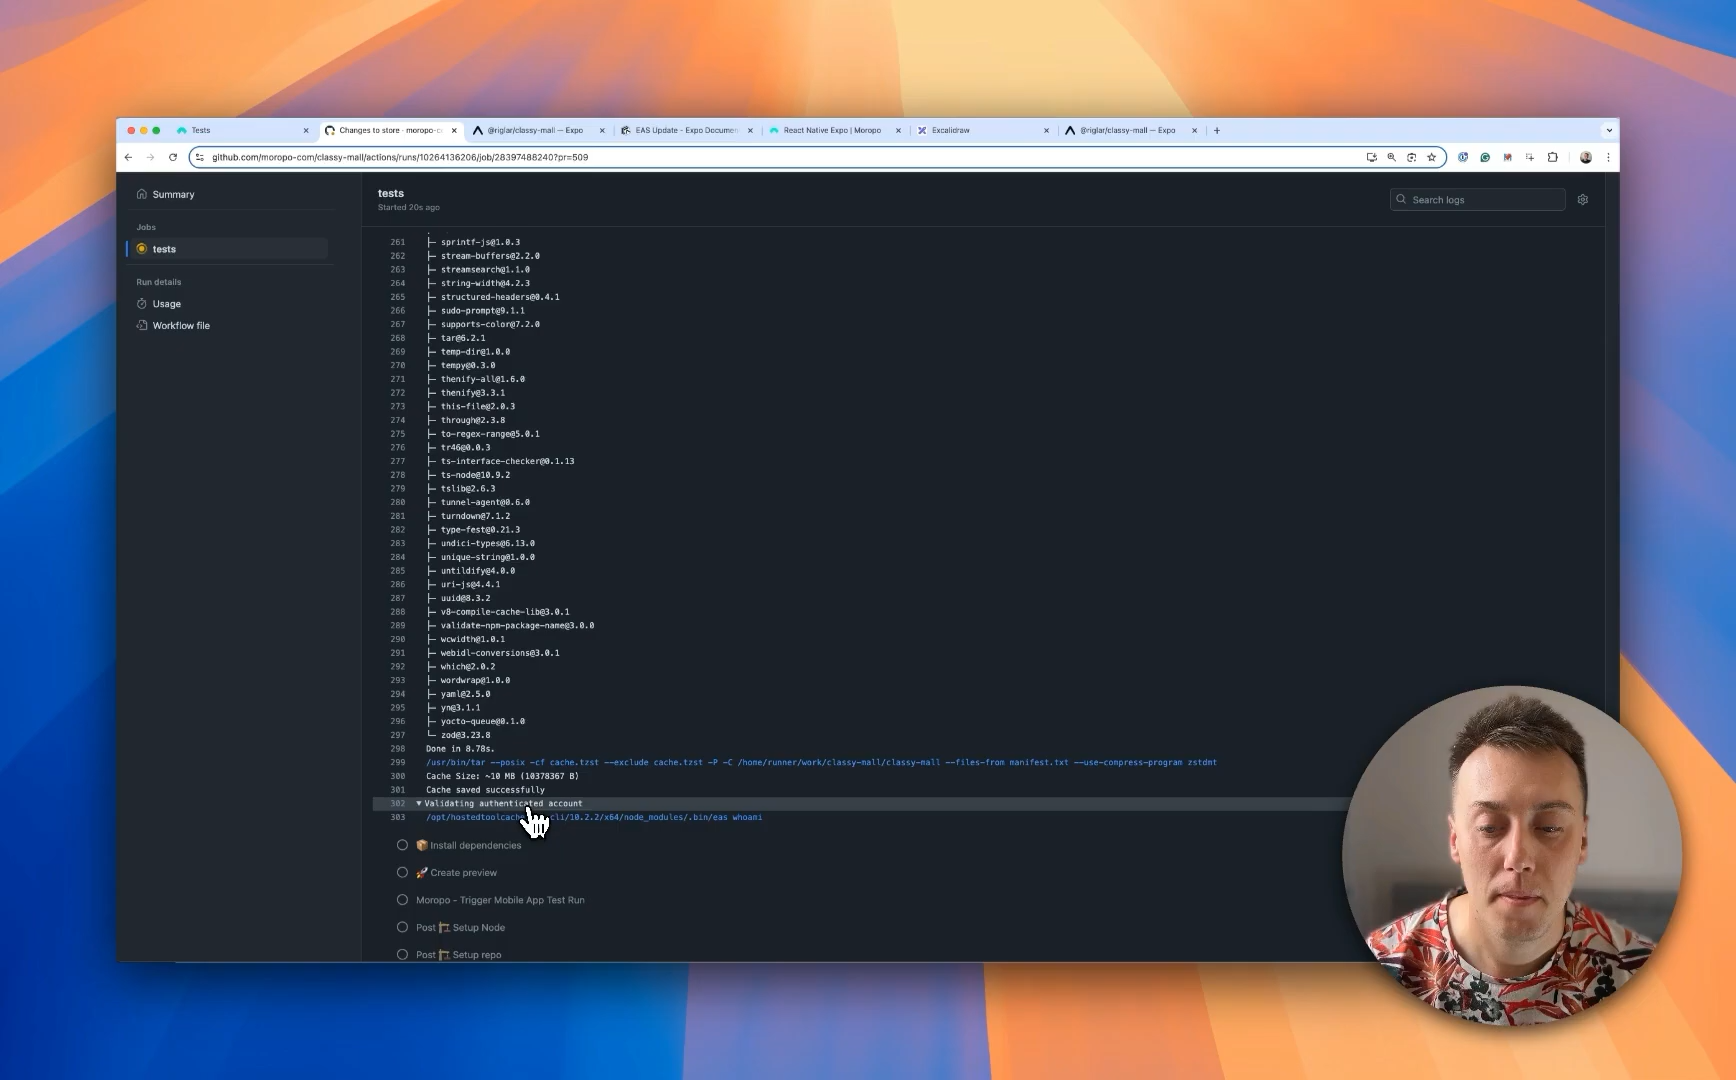 Tests
Changes to store · moropo-co
@riglar/classy-mall — Expo
EAS Update - Expo Documen
React Native Expo | Moropo
Excalidraw
@riglar/classy-mall — Expo
github.com/moropo-com/classy-mall/actions/runs/10264136206/job/28397488240?pr=509
Summary
Jobs
tests
Run details
Usage
Workflow file
tests
Started 20s ago
Search logs
261 ├─ sprintf-js@1.0.3
262 ├─ stream-buffers@2.2.0
263 ├─ streamsearch@1.1.0
264 ├─ string-width@4.2.3
265 ├─ structured-headers@0.4.1
266 ├─ sudo-prompt@9.1.1
267 ├─ supports-color@7.2.0
268 ├─ tar@6.2.1
269 ├─ temp-dir@1.0.0
270 ├─ tempy@0.3.0
271 ├─ thenify-all@1.6.0
272 ├─ thenify@3.3.1
273 ├─ this-file@2.0.3
274 ├─ through@2.3.8
275 ├─ to-regex-range@5.0.1
276 ├─ tr46@0.0.3
277 ├─ ts-interface-checker@0.1.13
278 ├─ ts-node@10.9.2
279 ├─ tslib@2.6.3
280 ├─ tunnel-agent@0.6.0
281 ├─ turndown@7.1.2
282 ├─ type-fest@0.21.3
283 ├─ undici-types@6.13.0
284 ├─ unique-string@1.0.0
285 ├─ untildify@4.0.0
286 ├─ uri-js@4.4.1
287 ├─ uuid@8.3.2
288 ├─ v8-compile-cache-lib@3.0.1
289 ├─ validate-npm-package-name@3.0.0
290 ├─ wcwidth@1.0.1
291 ├─ webidl-conversions@3.0.1
292 ├─ which@2.0.2
293 ├─ wordwrap@1.0.0
294 ├─ yaml@2.5.0
295 ├─ yn@3.1.1
296 ├─ yocto-queue@0.1.0
297 └─ zod@3.23.8
298 Done in 8.78s.
299 /usr/bin/tar --posix -cf cache.tzst --exclude cache.tzst -P -C /home/runner/work/classy-mall/classy-mall --files-from manifest.txt --use-compress-program zstdmt
300 Cache Size: ~10 MB (10378367 B)
301 Cache saved successfully
302 ▼ Validating authenticated account
303 /opt/hostedtoolcach cli/10.2.2/x64/node_modules/.bin/eas whoami
📦 Install dependencies
🚀 Create preview
Moropo - Trigger Mobile App Test Run
Post 🏗 Setup Node
Post 🏗 Setup repo